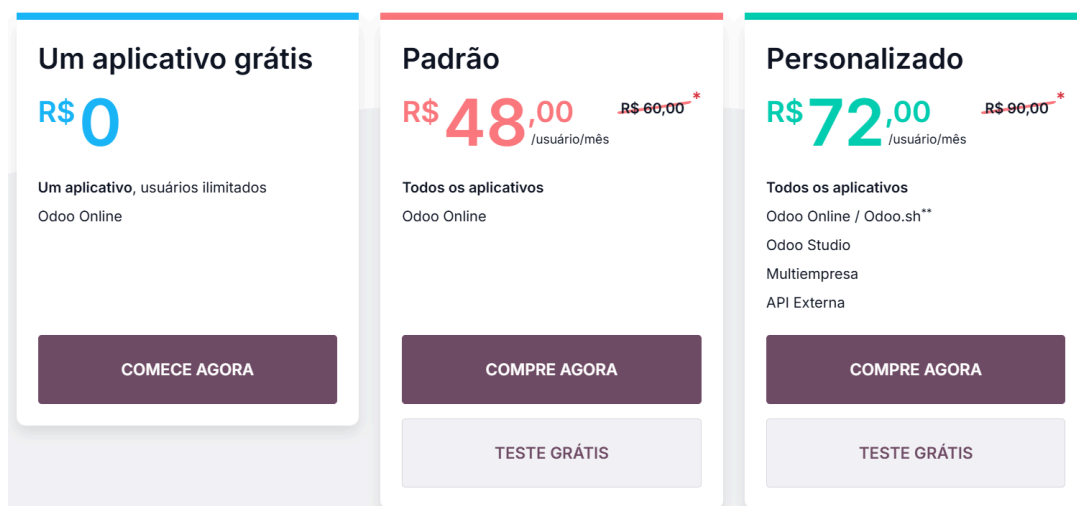 Um aplicativo grátis
R$ 0
Um aplicativo, usuários ilimitados
Odoo Online
COMECE AGORA
Padrão
R$ 48,00 /usuário/mês R$ 60,00 *
Todos os aplicativos
Odoo Online
COMPRE AGORA
TESTE GRÁTIS
Personalizado
R$ 72,00 /usuário/mês R$ 90,00 *
Todos os aplicativos
Odoo Online / Odoo.sh**
Odoo Studio
Multiempresa
API Externa
COMPRE AGORA
TESTE GRÁTIS